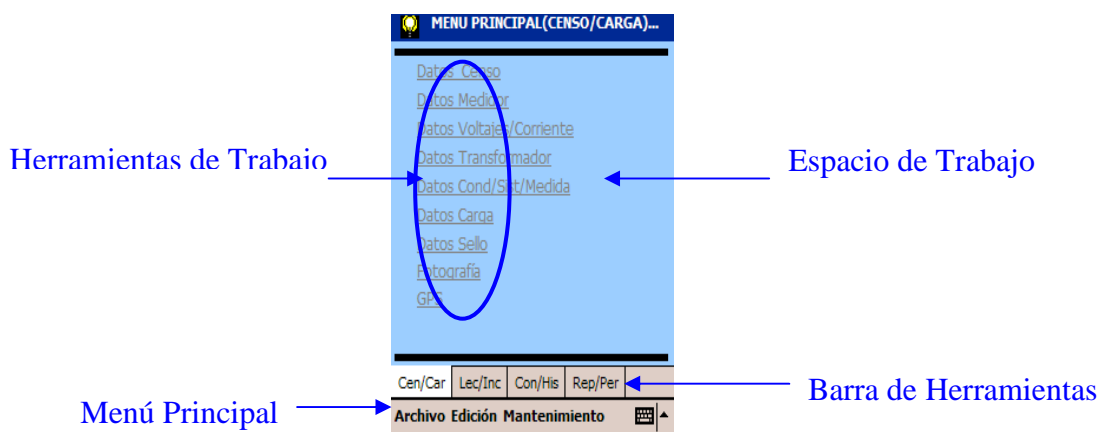 MENU PRINCIPAL(CENSO/CARGA)...
Datos Censo
Datos Medidor
Datos Voltajes/Corriente
Datos Transformador
Datos Cond/Sist/Medida
Datos Carga
Datos Sello
Fotografía
GPS
Herramientas de Trabajo
Espacio de Trabajo
Cen/Car Lec/Inc Con/His Rep/Per
Barra de Herramientas
Menú Principal
Archivo Edición Mantenimiento